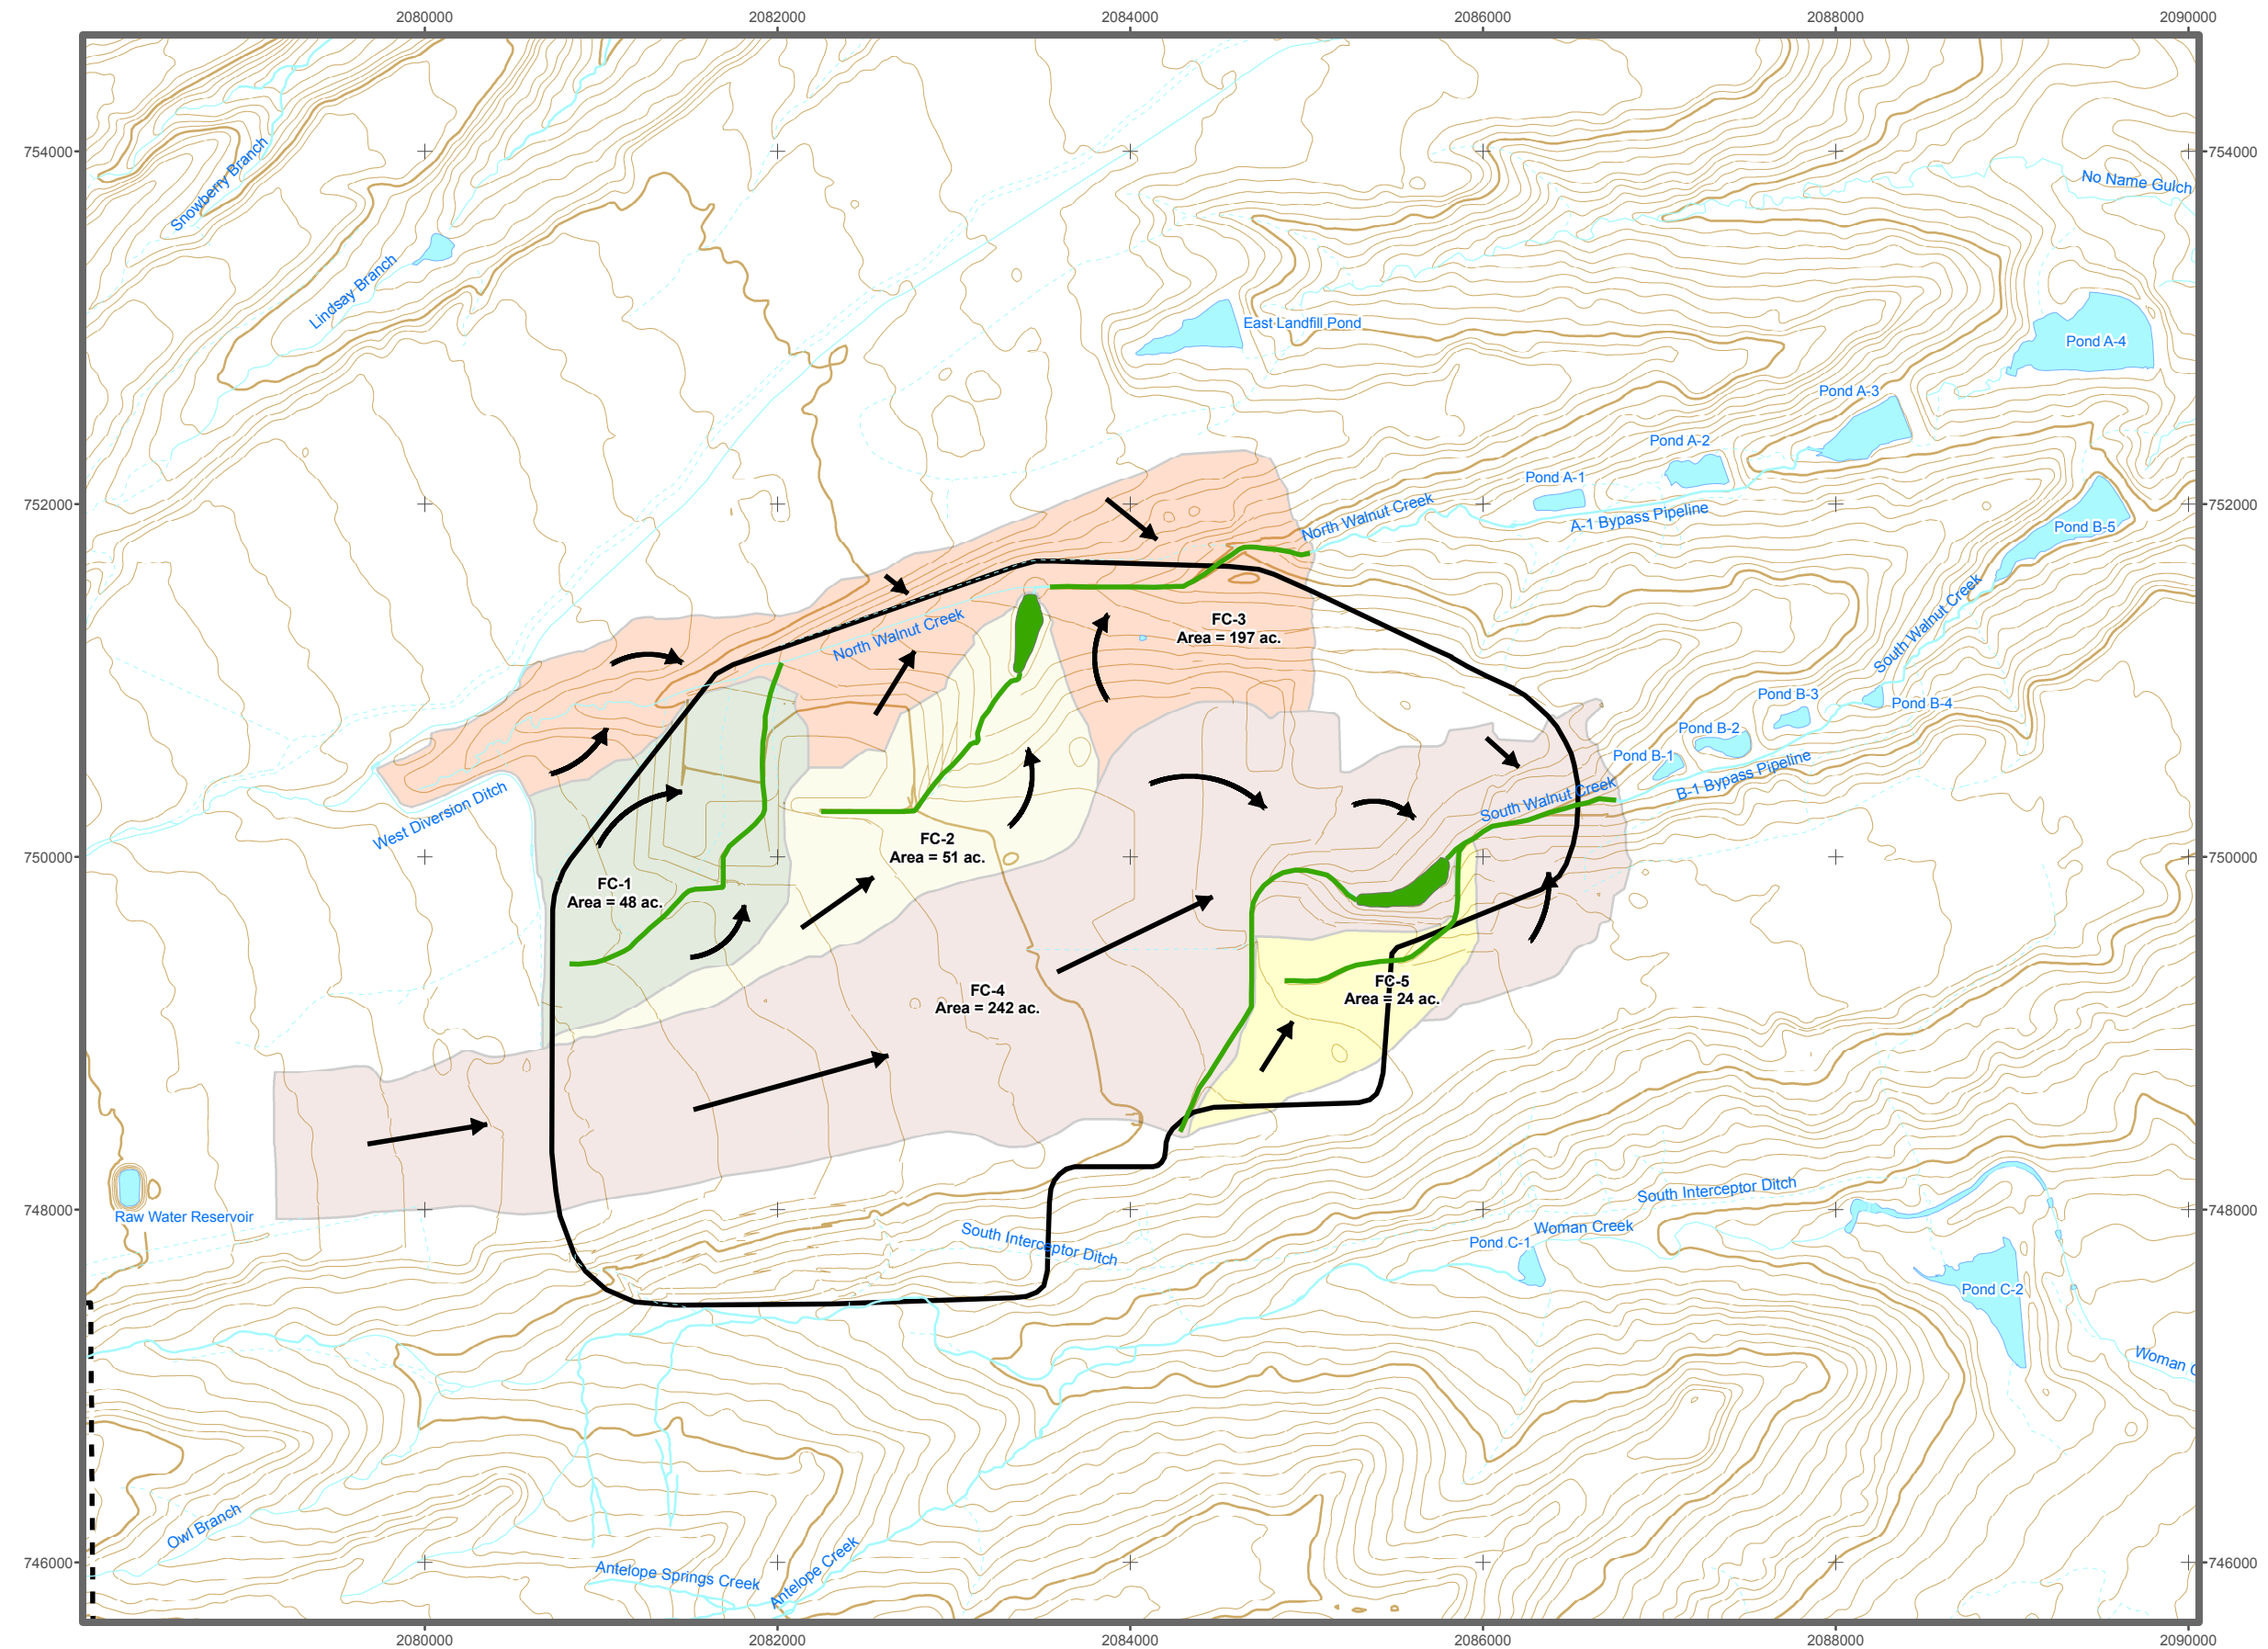 2080000 2082000 2084000 2086000 2088000 2090000
754000 754000
Snowberry Branch
No Name Gulch
Lindsay Branch
East Landfill Pond
Pond A-4
Pond A-3
Pond A-2
Pond A-1
752000 752000
North Walnut Creek
A-1 Bypass Pipeline
Pond B-5
FC-3
Area = 197 ac.
North Walnut Creek
South Walnut Creek
Pond B-3
Pond B-4
Pond B-2
Pond B-1
B-1 Bypass Pipeline
South Walnut Creek
West Diversion Ditch
FC-2
Area = 51 ac.
750000 750000
FC-1
Area = 48 ac.
FC-4
Area = 242 ac.
FC-5
Area = 24 ac.
South Interceptor Ditch
748000 748000
Raw Water Reservoir
Woman Creek
South Interceptor Ditch
Pond C-1
Pond C-2
Woman C
Owl Branch
746000 746000
Antelope Springs Creek
Antelope Creek
2080000 2082000 2084000 2086000 2088000 2090000